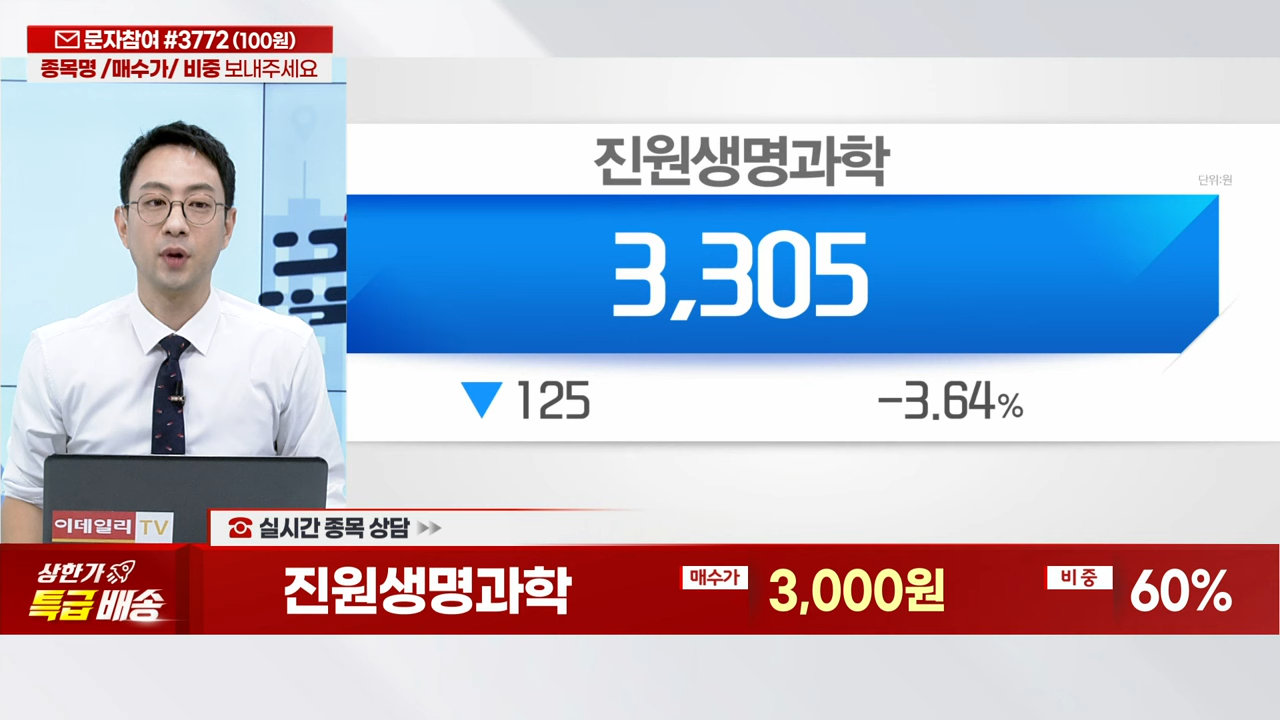 문자참여 #3772 (100원)
종목명 /매수가/ 비중 보내주세요
진원생명과학
단위:원
3,305
▼ 125 -3.64%
이데일리 TV
실시간 종목 상담
상한가
특급 배송
진원생명과학 매수가 3,000원 비중 60%